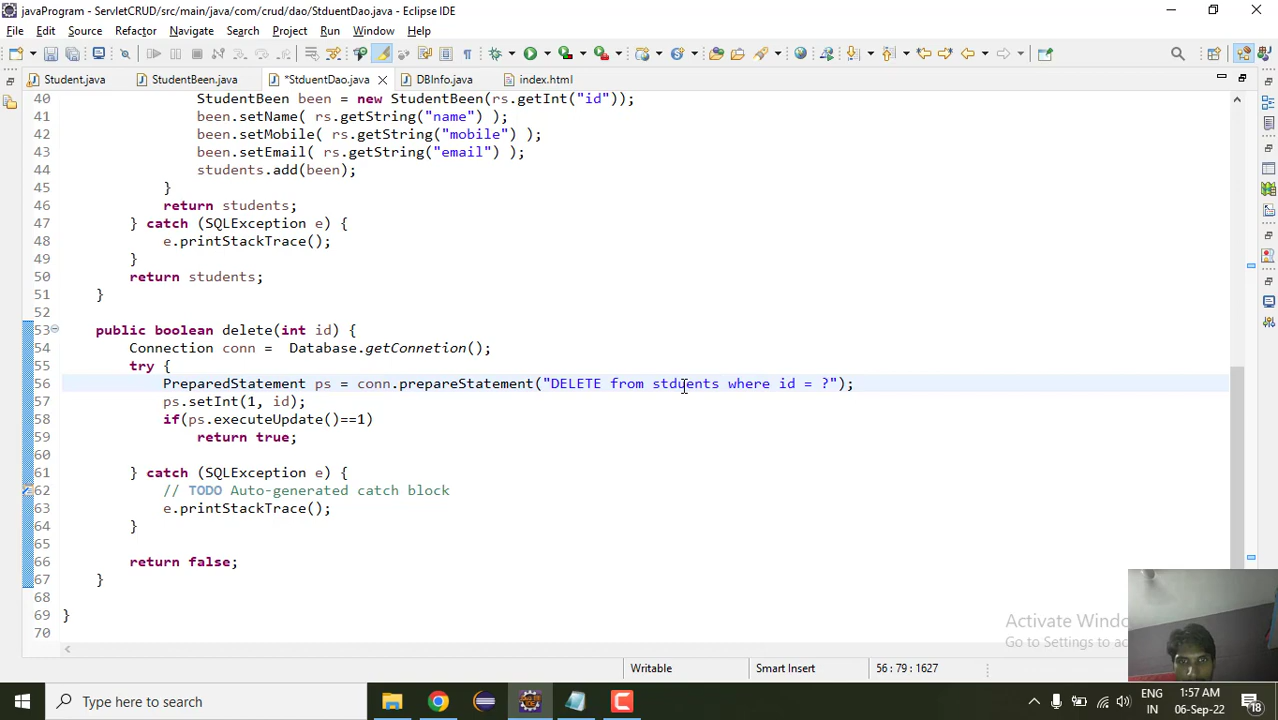 javaProgram - ServletCRUD/src/main/java/com/crud/dao/StduentDao.java - Eclipse IDE
File Edit Source Refactor Navigate Search Project Run Window Help
Student.java StudentBeen.java *StduentDao.java DBInfo.java index.html
40 StudentBeen been = new StudentBeen(rs.getInt("id"));
41 been.setName( rs.getString("name") );
42 been.setMobile( rs.getString("mobile") );
43 been.setEmail( rs.getString("email") );
44 students.add(been);
45 }
46 return students;
47 } catch (SQLException e) {
48 e.printStackTrace();
49 }
50 return students;
51 }
52
53 public boolean delete(int id) {
54 Connection conn =  Database.getConnetion();
55 try {
56 PreparedStatement ps = conn.prepareStatement("DELETE from stduents where id = ?");
57 ps.setInt(1, id);
58 if(ps.executeUpdate()==1)
59 return true;
60
61 } catch (SQLException e) {
62 // TODO Auto-generated catch block
63 e.printStackTrace();
64 }
65
66 return false;
67 }
68
69 }
70
Activate Windo
Go to Settings to ac
Writable Smart Insert 56 : 79 : 1627
Type here to search
ENG
IN
1:57 AM
06-Sep-22
18